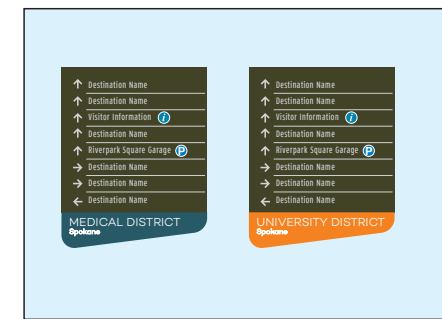 Destination Name
Destination Name
Visitor Information i
Destination Name
Riverpark Square Garage P
Destination Name
Destination Name
Destination Name
MEDICAL DISTRICT
Spokane
Destination Name
Destination Name
Visitor Information i
Destination Name
Riverpark Square Garage P
Destination Name
Destination Name
Destination Name
UNIVERSITY DISTRICT
Spokane